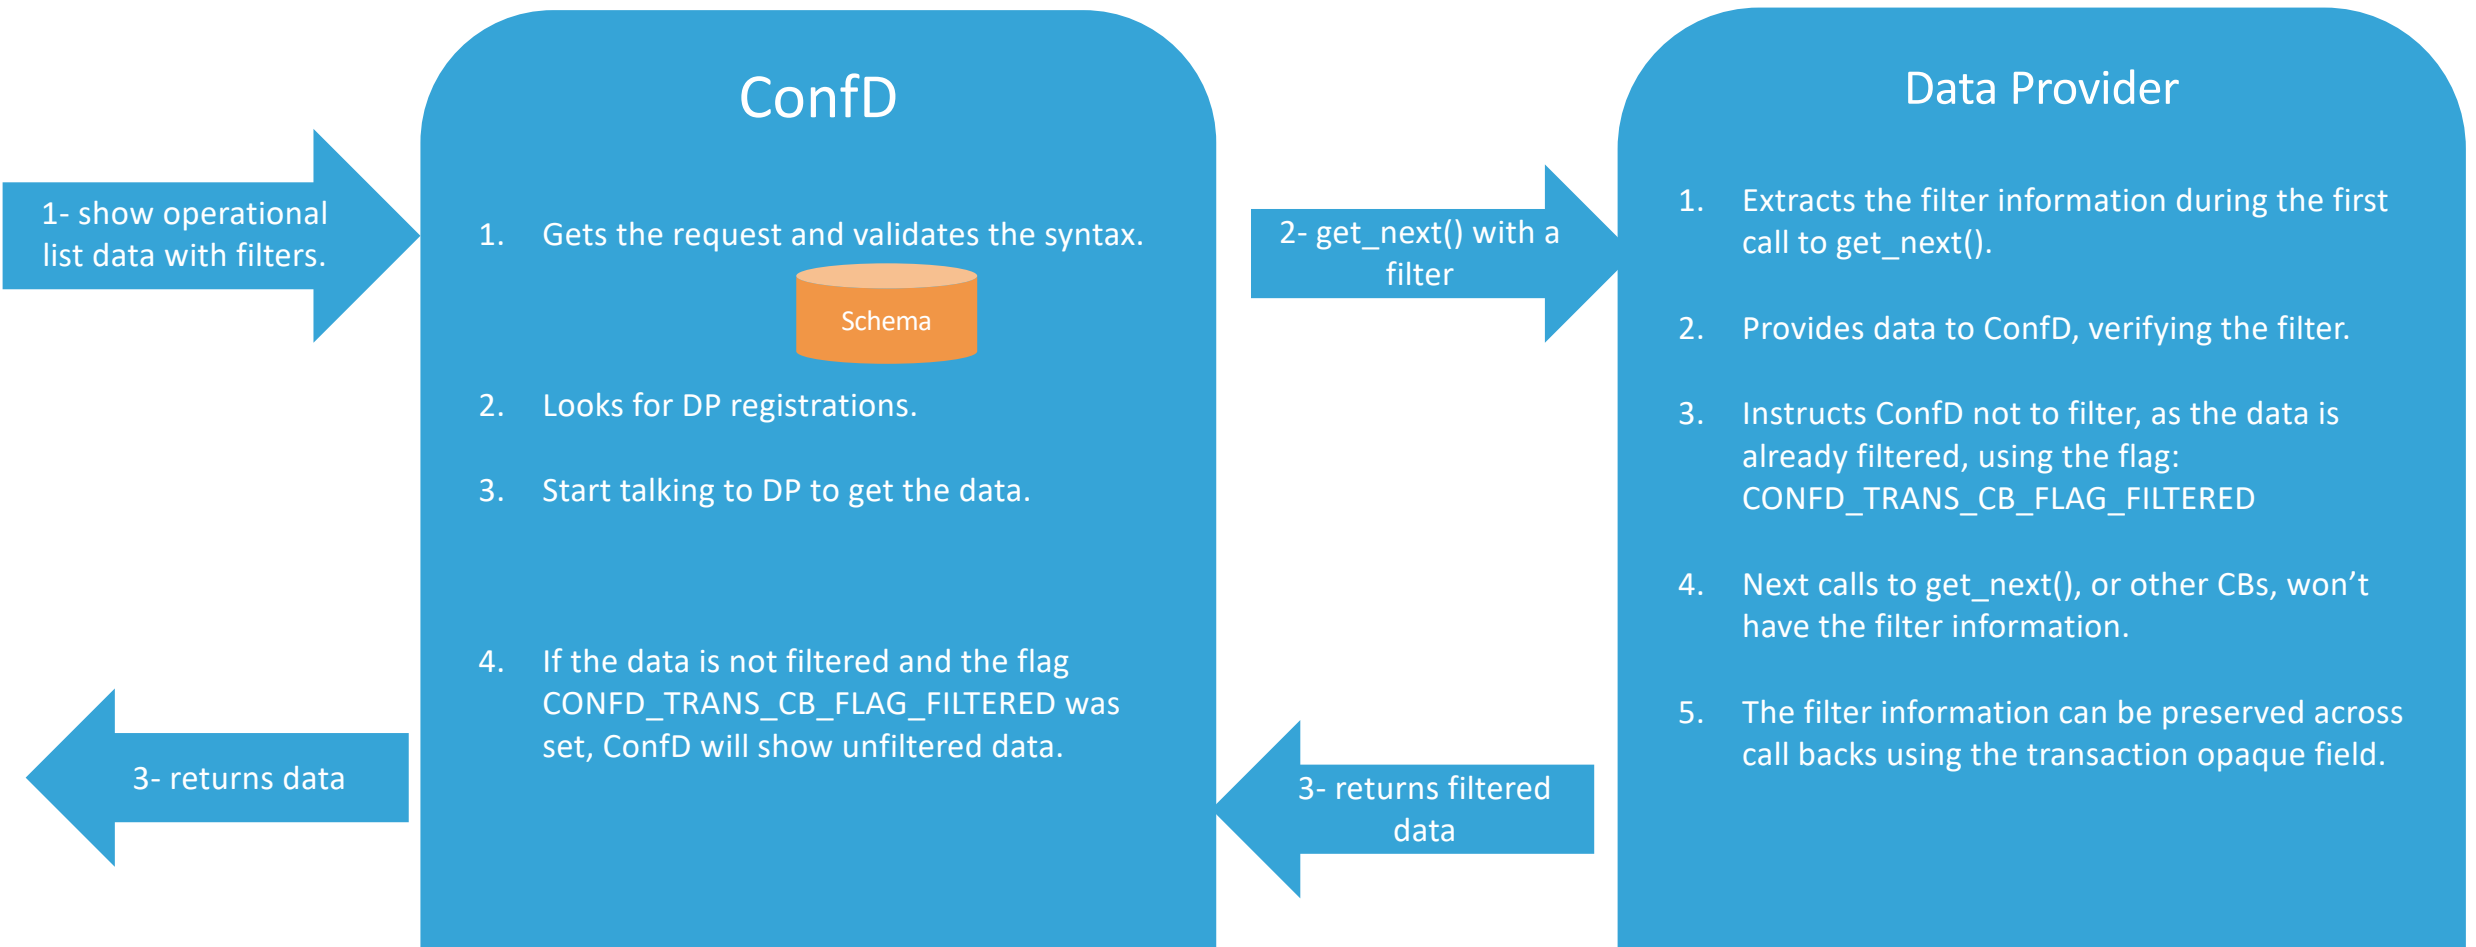 1- show operational
list data with filters.
ConfD
1. Gets the request and validates the syntax.
Schema
2. Looks for DP registrations.
3. Start talking to DP to get the data.
4. If the data is not filtered and the flag
CONFD_TRANS_CB_FLAG_FILTERED was
set, ConfD will show unfiltered data.
2- get_next() with a
filter
Data Provider
1. Extracts the filter information during the first
call to get_next().
2. Provides data to ConfD, verifying the filter.
3. Instructs ConfD not to filter, as the data is
already filtered, using the flag:
CONFD_TRANS_CB_FLAG_FILTERED
4. Next calls to get_next(), or other CBs, won’t
have the filter information.
5. The filter information can be preserved across
call backs using the transaction opaque field.
3- returns filtered
data
3- returns data